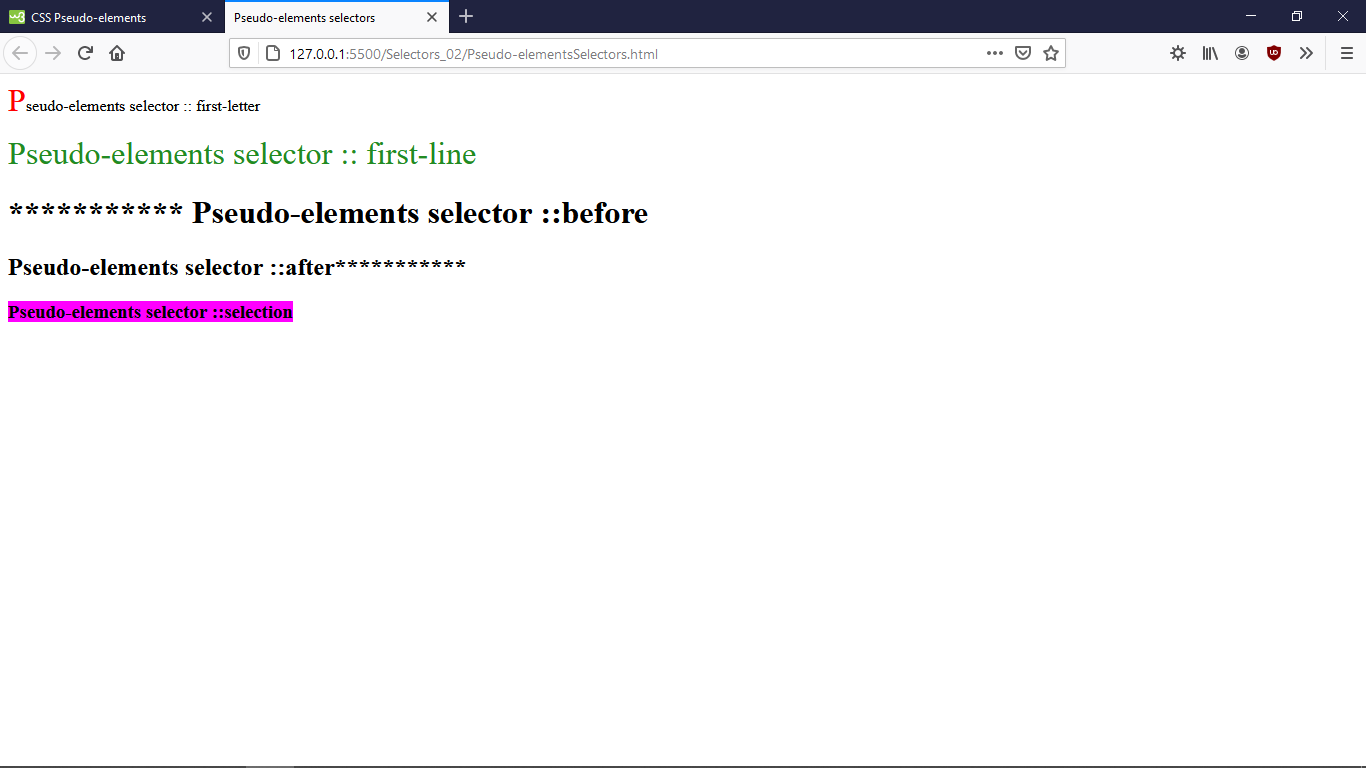 CSS Pseudo-elements
Pseudo-elements selectors
127.0.0.1:5500/Selectors_02/Pseudo-elementsSelectors.html
Pseudo-elements selector :: first-letter
Pseudo-elements selector :: first-line
*********** Pseudo-elements selector ::before
Pseudo-elements selector ::after***********
Pseudo-elements selector ::selection